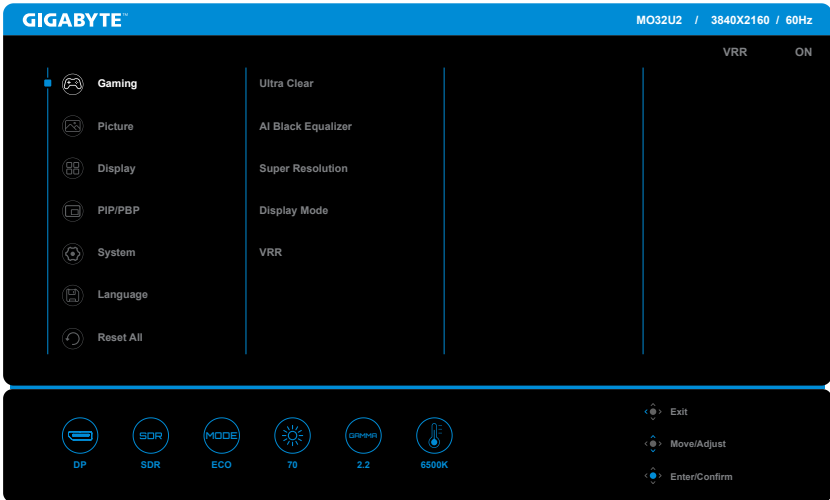 GIGABYTE™
MO32U2 / 3840X2160 / 60Hz
VRR ON
Gaming
Picture
Display
PIP/PBP
System
Language
Reset All
Ultra Clear
AI Black Equalizer
Super Resolution
Display Mode
VRR
SDR
MODE
GAMMA
DP
SDR
ECO
70
2.2
6500K
Exit
Move/Adjust
Enter/Confirm